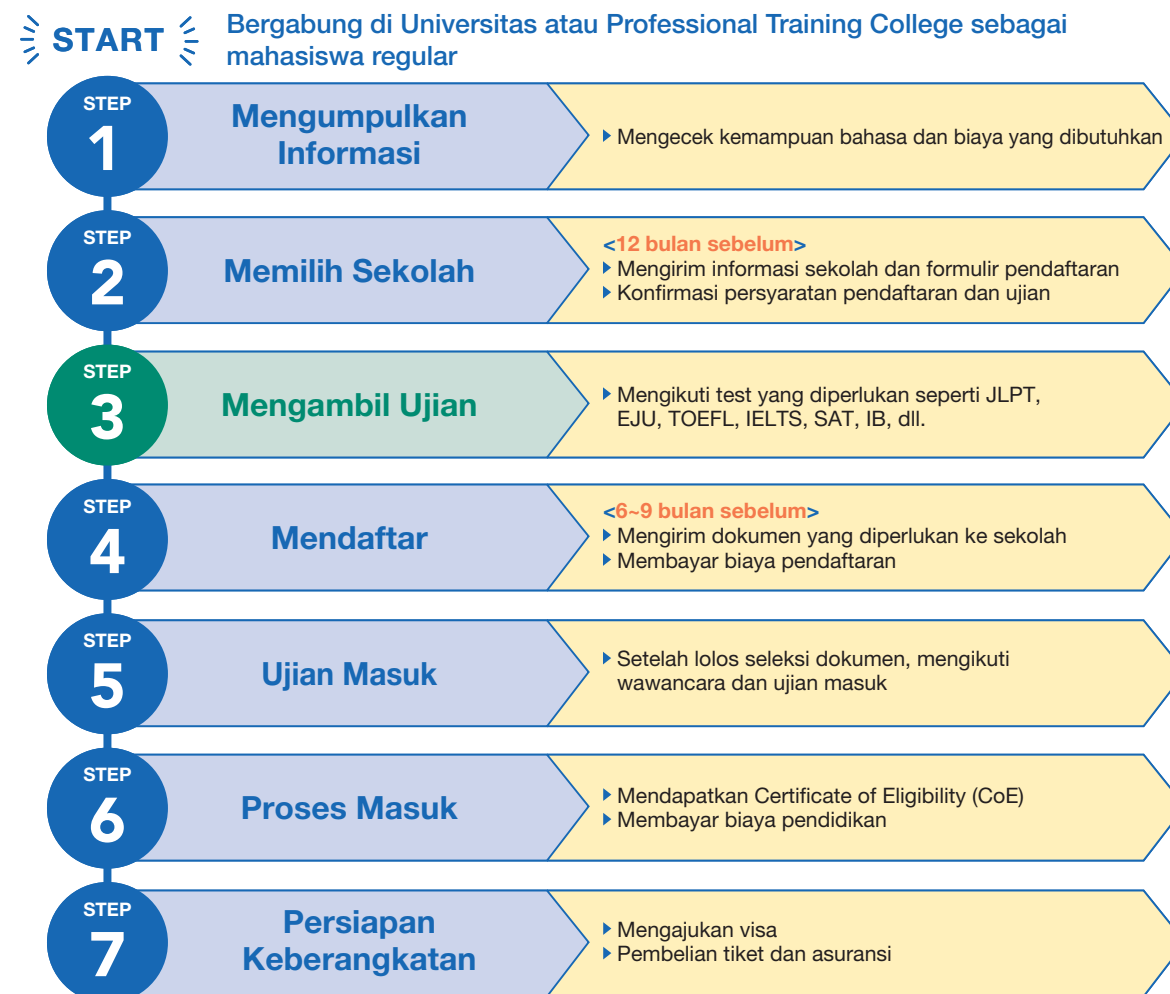 START
Bergabung di Universitas atau Professional Training College sebagai
mahasiswa regular
STEP
1
Mengumpulkan
Informasi
Mengecek kemampuan bahasa dan biaya yang dibutuhkan
STEP
2
Memilih Sekolah
<12 bulan sebelum>
Mengirim informasi sekolah dan formulir pendaftaran
Konfirmasi persyaratan pendaftaran dan ujian
STEP
3
Mengambil Ujian
Mengikuti test yang diperlukan seperti JLPT,
EJU, TOEFL, IELTS, SAT, IB, dll.
STEP
4
Mendaftar
<6~9 bulan sebelum>
Mengirim dokumen yang diperlukan ke sekolah
Membayar biaya pendaftaran
STEP
5
Ujian Masuk
Setelah lolos seleksi dokumen, mengikuti
wawancara dan ujian masuk
STEP
6
Proses Masuk
Mendapatkan Certificate of Eligibility (CoE)
Membayar biaya pendidikan
STEP
7
Persiapan
Keberangkatan
Mengajukan visa
Pembelian tiket dan asuransi